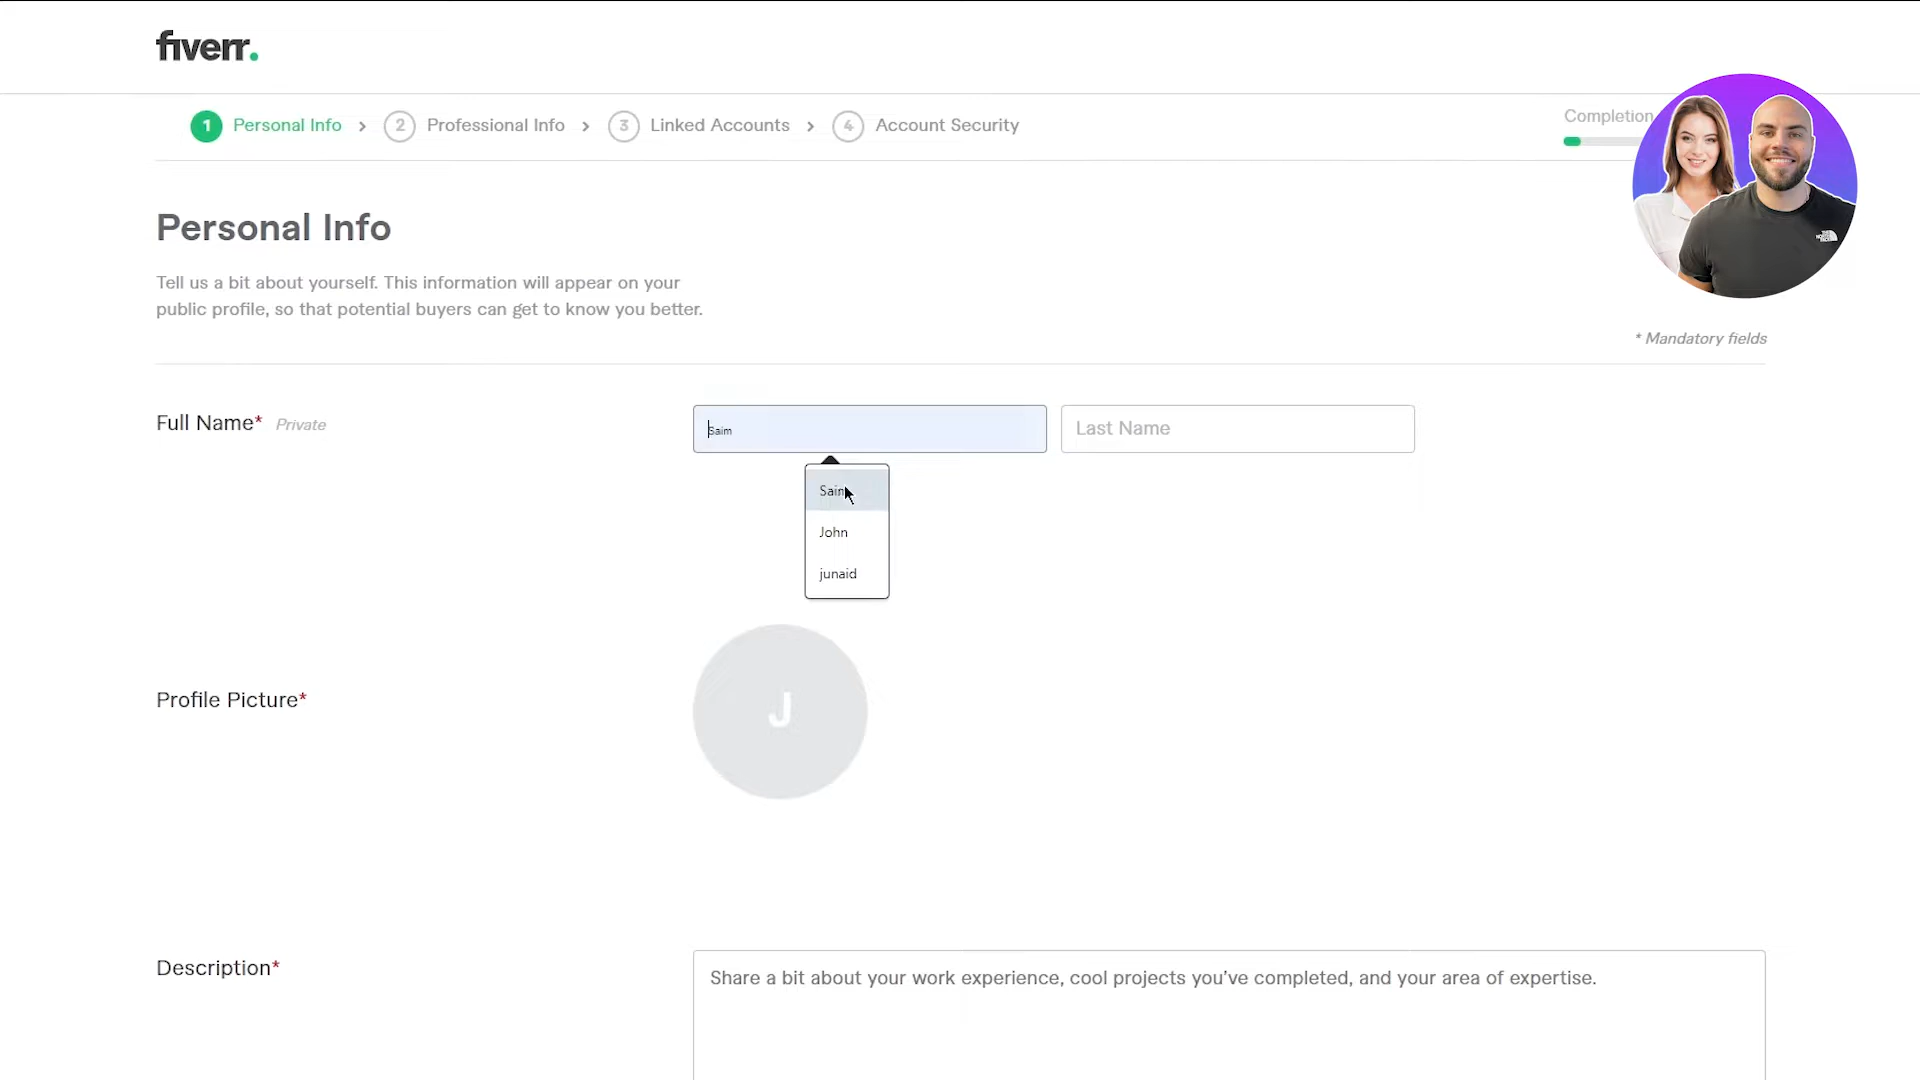 fiverr.
1 Personal Info > 2 Professional Info > 3 Linked Accounts > 4 Account Security
Completion
Personal Info
Tell us a bit about yourself. This information will appear on your
public profile, so that potential buyers can get to know you better.
* Mandatory fields
Full Name* Private
Saim
Last Name
Saim
John
junaid
J
Profile Picture*
Description*
Share a bit about your work experience, cool projects you've completed, and your area of expertise.